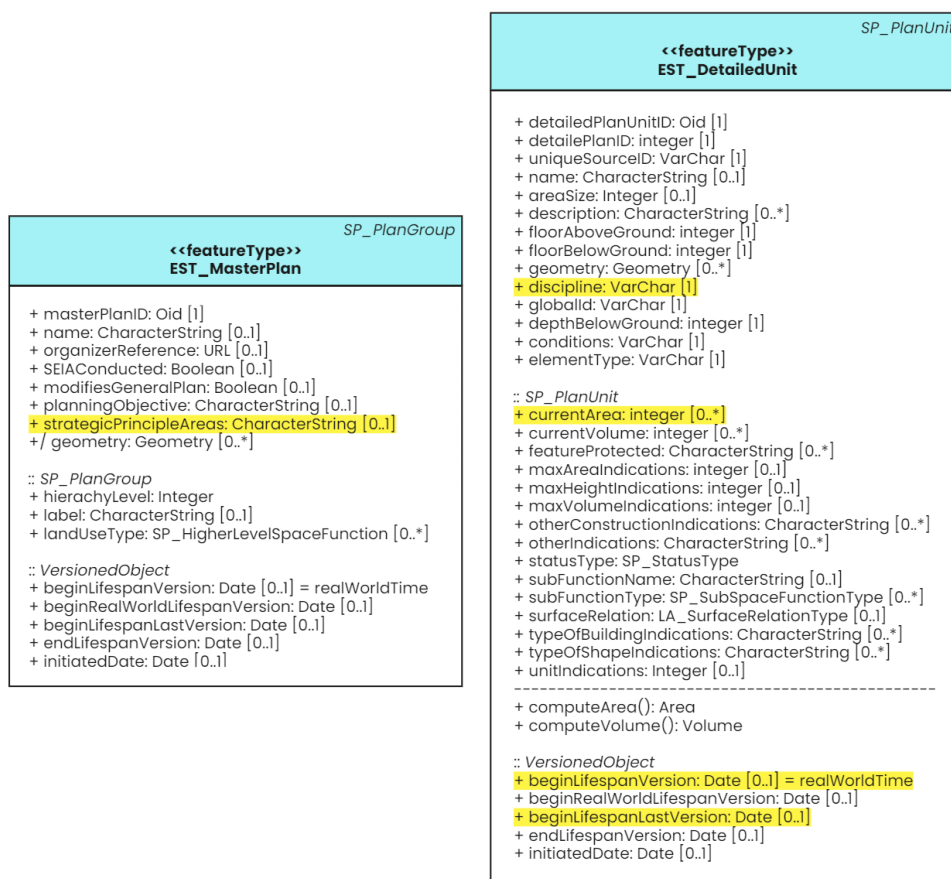 SP_PlanGroup
<<featureType>>
EST_MasterPlan
+ masterPlanID: Oid [1]
+ name: CharacterString [0..1]
+ organizerReference: URL [0..1]
+ SEIAConducted: Boolean [0..1]
+ modifiesGeneralPlan: Boolean [0..1]
+ planningObjective: CharacterString [0..1]
+ strategicPrincipleAreas: CharacterString [0..1]
+/ geometry: Geometry [0..*]
:: SP_PlanGroup
+ hierachyLevel: Integer
+ label: CharacterString [0..1]
+ landUseType: SP_HigherLevelSpaceFunction [0..*]
:: VersionedObject
+ beginLifespanVersion: Date [0..1] = realWorldTime
+ beginRealWorldLifespanVersion: Date [0..1]
+ beginLifespanLastVersion: Date [0..1]
+ endLifespanVersion: Date [0..1]
+ initiatedDate: Date [0..1]
SP_PlanUnit
<<featureType>>
EST_DetailedUnit
+ detailedPlanUnitID: Oid [1]
+ detailePlanID: integer [1]
+ uniqueSourceID: VarChar [1]
+ name: CharacterString [0..1]
+ areaSize: Integer [0..1]
+ description: CharacterString [0..*]
+ floorAboveGround: integer [1]
+ floorBelowGround: integer [1]
+ geometry: Geometry [0..*]
+ discipline: VarChar [1]
+ globalId: VarChar [1]
+ depthBelowGround: integer [1]
+ conditions: VarChar [1]
+ elementType: VarChar [1]
:: SP_PlanUnit
+ currentArea: integer [0..*]
+ currentVolume: integer [0..*]
+ featureProtected: CharacterString [0..*]
+ maxAreaIndications: integer [0..1]
+ maxHeightIndications: integer [0..1]
+ maxVolumeIndications: integer [0..1]
+ otherConstructionIndications: CharacterString [0..*]
+ otherIndications: CharacterString [0..*]
+ statusType: SP_StatusType
+ subFunctionName: CharacterString [0..1]
+ subFunctionType: SP_SubSpaceFunctionType [0..*]
+ surfaceRelation: LA_SurfaceRelationType [0..1]
+ typeOfBuildingIndications: CharacterString [0..*]
+ typeOfShapeIndications: CharacterString [0..*]
+ unitIndications: Integer [0..1]
+ computeArea(): Area
+ computeVolume(): Volume
:: VersionedObject
+ beginLifespanVersion: Date [0..1] = realWorldTime
+ beginRealWorldLifespanVersion: Date [0..1]
+ beginLifespanLastVersion: Date [0..1]
+ endLifespanVersion: Date [0..1]
+ initiatedDate: Date [0..1]